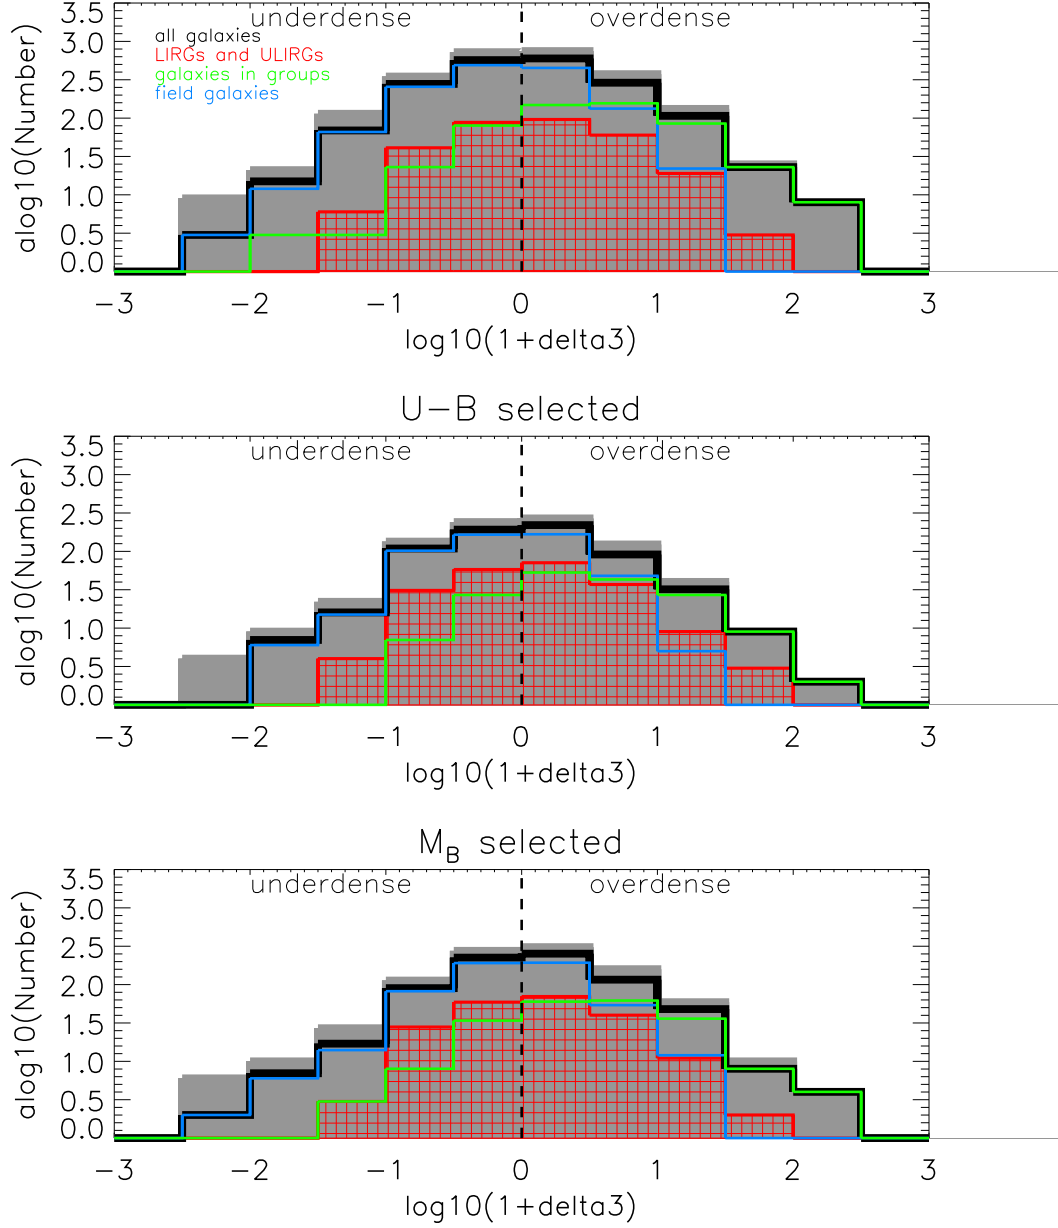 underdense overdense
all galaxies
LIRGs and ULIRGs
galaxies in groups
field galaxies
3.5
3.0
2.5
2.0
1.5
1.0
0.5
0.0
alog10(Number)
-3 -2 -1 0 1 2 3
log10(1+delta3)
U-B selected
underdense overdense
3.5
3.0
2.5
2.0
1.5
1.0
0.5
0.0
alog10(Number)
-3 -2 -1 0 1 2 3
log10(1+delta3)
M_B selected
underdense overdense
3.5
3.0
2.5
2.0
1.5
1.0
0.5
0.0
alog10(Number)
-3 -2 -1 0 1 2 3
log10(1+delta3)